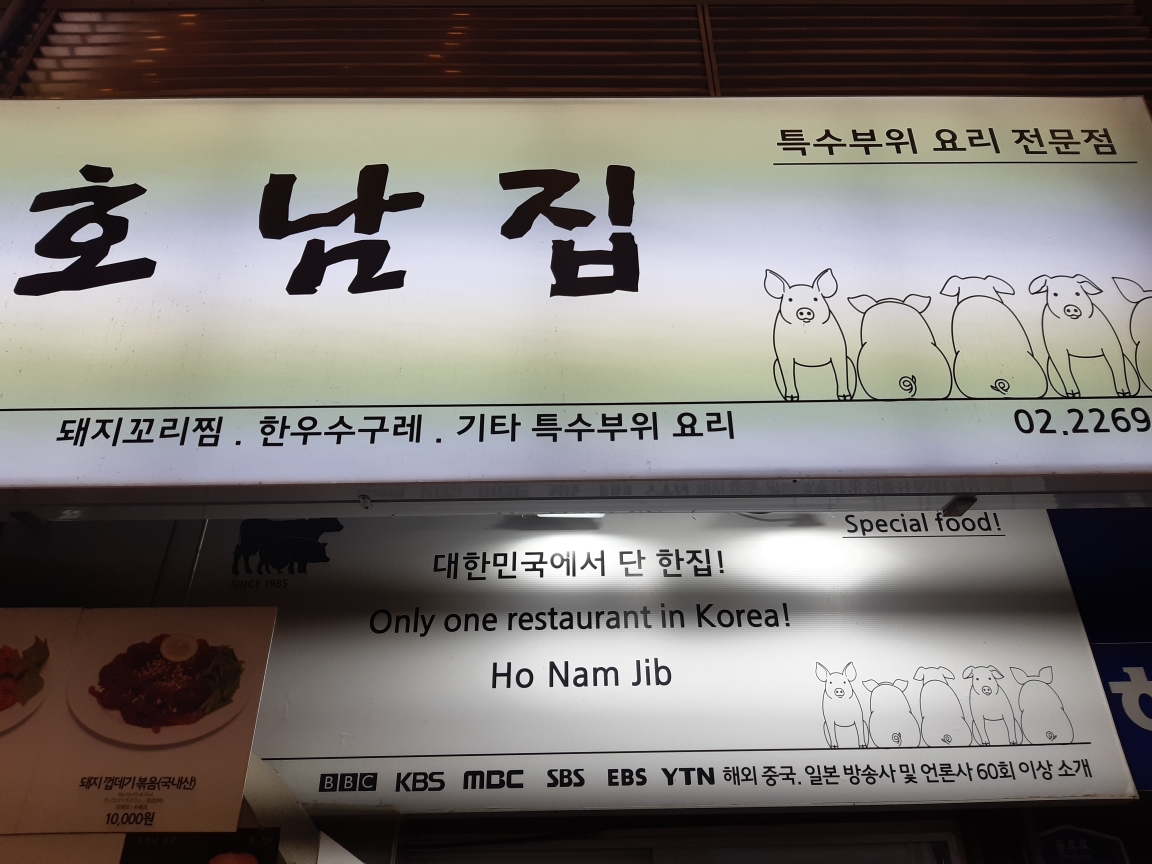 특수부위 요리 전문점
호남집
돼지꼬리찜 . 한우수구레 . 기타 특수부위 요리
02.2269
Special food!
SINCE 1985
대한민국에서 단 한집!
Only one restaurant in Korea!
Ho Nam Jib
BBC KBS MBC SBS EBS YTN 해외 중국. 일본 방송사 및 언론사 60회 이상 소개
돼지 껍데기 볶음(국내산)
10,000원